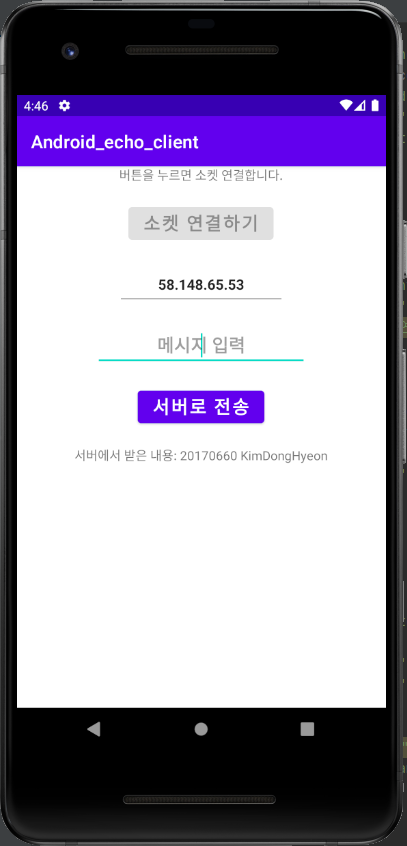 4:46
Android_echo_client
버튼을 누르면 소켓 연결합니다.
소켓 연결하기
58.148.65.53
메시지 입력
서버로 전송
서버에서 받은 내용: 20170660 KimDongHyeon